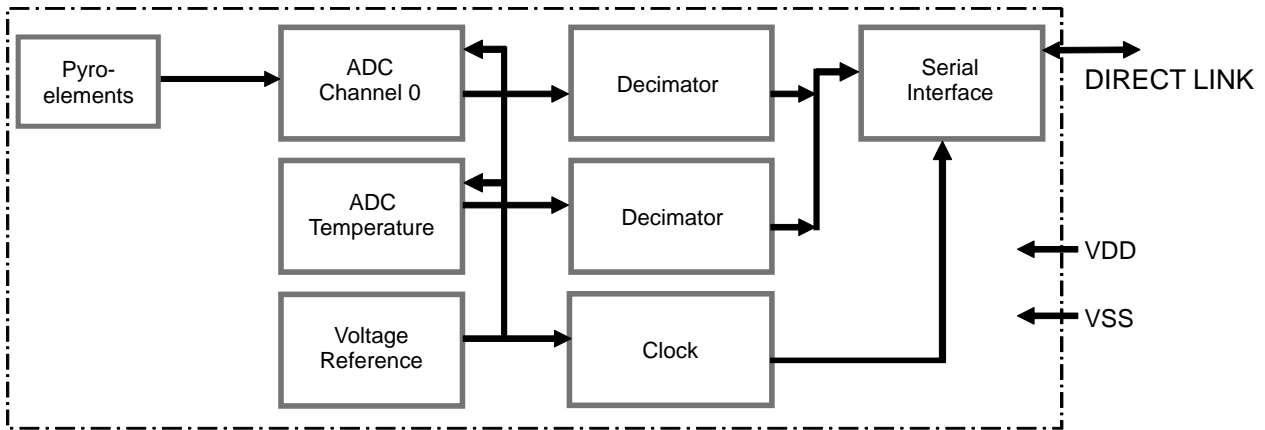 Pyro-
elements
ADC
Channel 0
Decimator
Serial
Interface
DIRECT LINK
ADC
Temperature
Decimator
VDD
Voltage
Reference
Clock
VSS